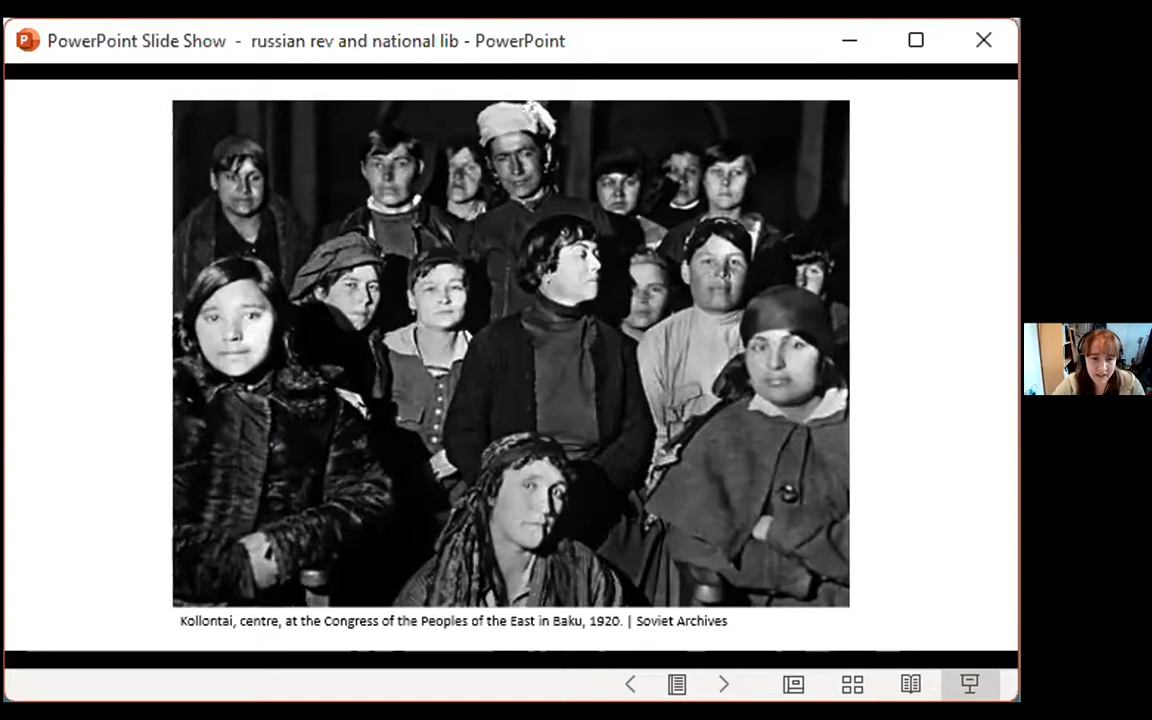 PowerPoint Slide Show - russian rev and national lib - PowerPoint
Kollontai, centre, at the Congress of the Peoples of the East in Baku, 1920. | Soviet Archives